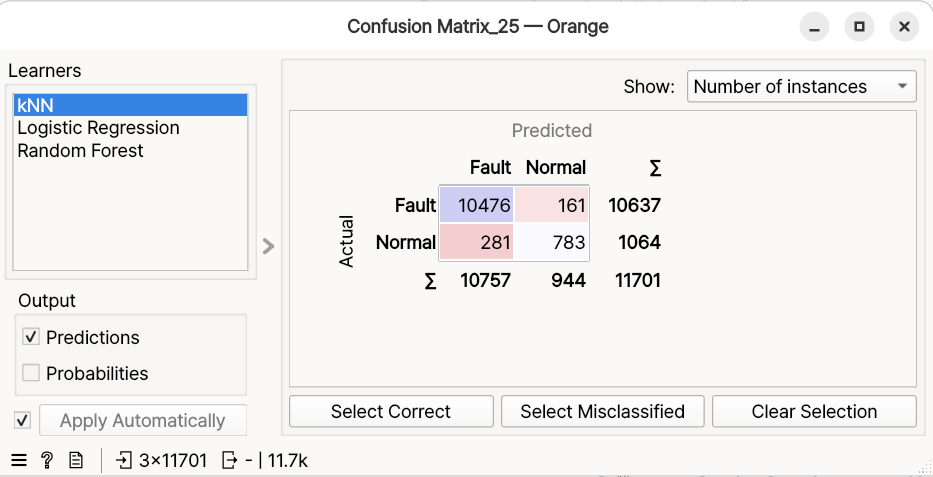 Confusion Matrix_25 — Orange
Learners
kNN
Logistic Regression
Random Forest
Output
Predictions
Probabilities
Apply Automatically
Show: Number of instances
Predicted
Fault Normal Σ
Actual
Fault 10476 161 10637
Normal 281 783 1064
Σ 10757 944 11701
Select Correct Select Misclassified Clear Selection
? 3×11701 - | 11.7k